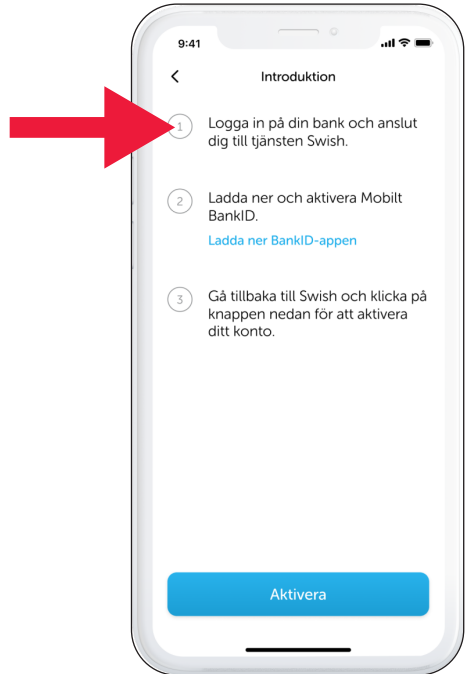 9:41
Introduktion
1 Logga in på din bank och anslut
dig till tjänsten Swish.
2 Ladda ner och aktivera Mobilt
BankID.
Ladda ner BankID-appen
3 Gå tillbaka till Swish och klicka på
knappen nedan för att aktivera
ditt konto.
Aktivera